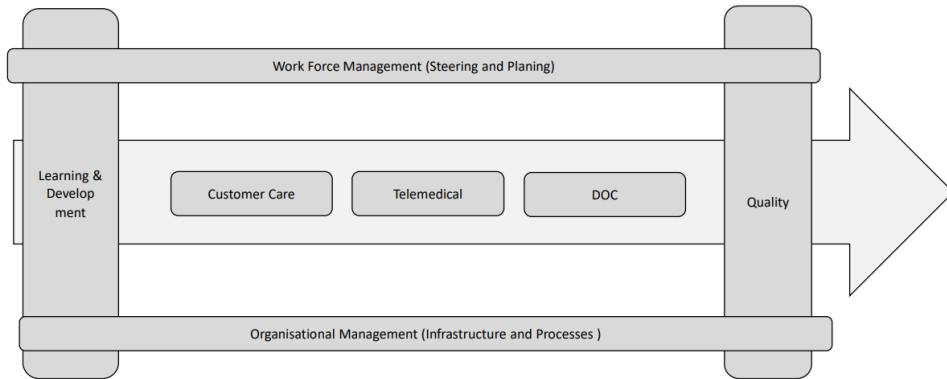 Work Force Management (Steering and Planing)
Learning &
Develop
ment
Customer Care
Telemedical
DOC
Quality
Organisational Management (Infrastructure and Processes )